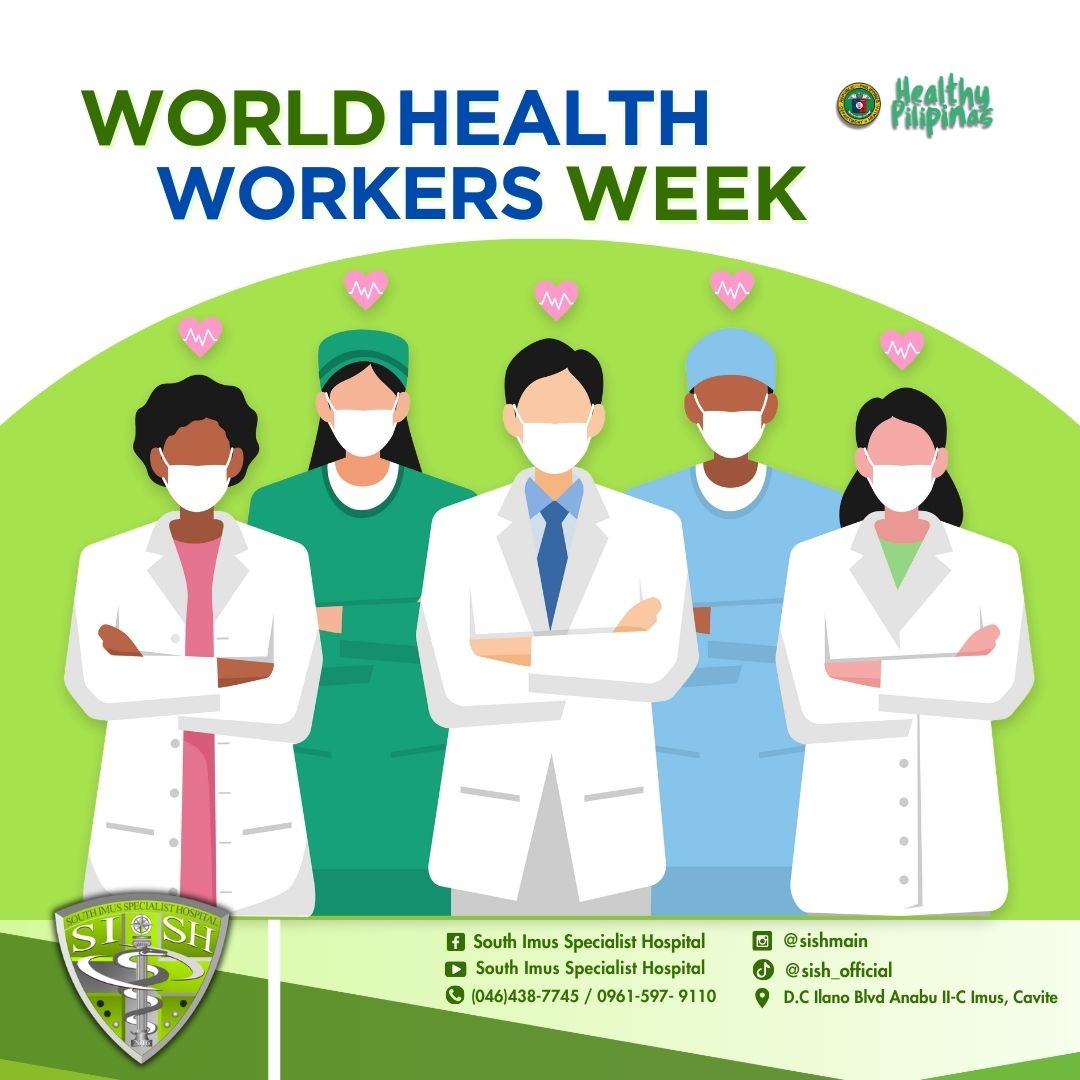 WORLD HEALTH
WORKERS WEEK
Healthy
Pilipinas
SOUTH IMUS SPECIALIST HOSPITAL
SISH
South Imus Specialist Hospital
South Imus Specialist Hospital
(046)438-7745 / 0961-597- 9110
@sishmain
@sish_official
D.C Ilano Blvd Anabu II-C Imus, Cavite